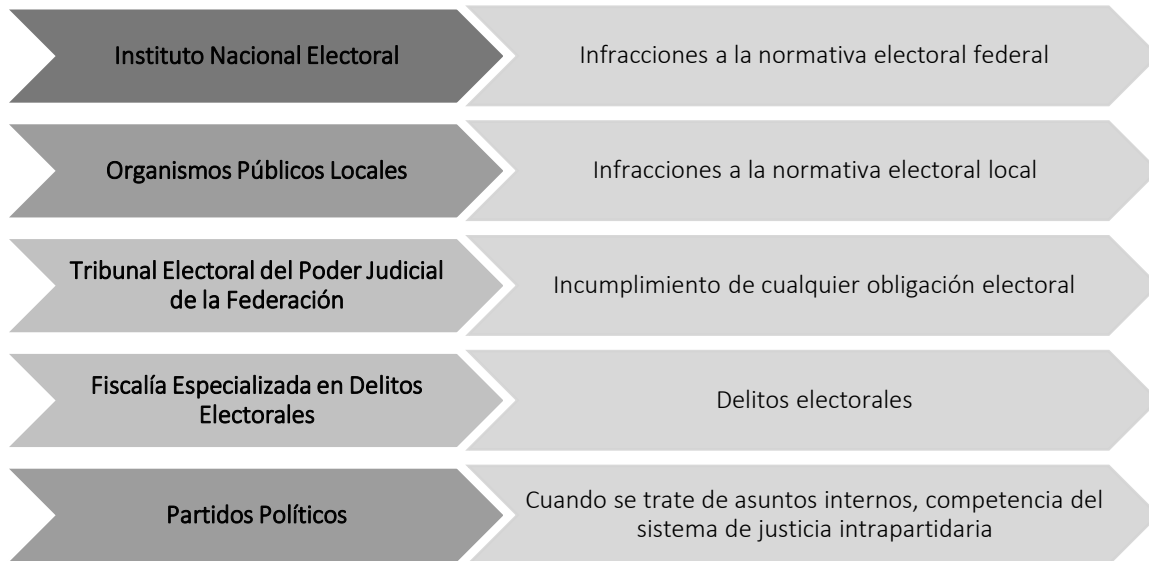 Instituto Nacional Electoral
Infracciones a la normativa electoral federal
Organismos Públicos Locales
Infracciones a la normativa electoral local
Tribunal Electoral del Poder Judicial
de la Federación
Incumplimiento de cualquier obligación electoral
Fiscalía Especializada en Delitos
Electorales
Delitos electorales
Partidos Políticos
Cuando se trate de asuntos internos, competencia del
sistema de justicia intrapartidaria